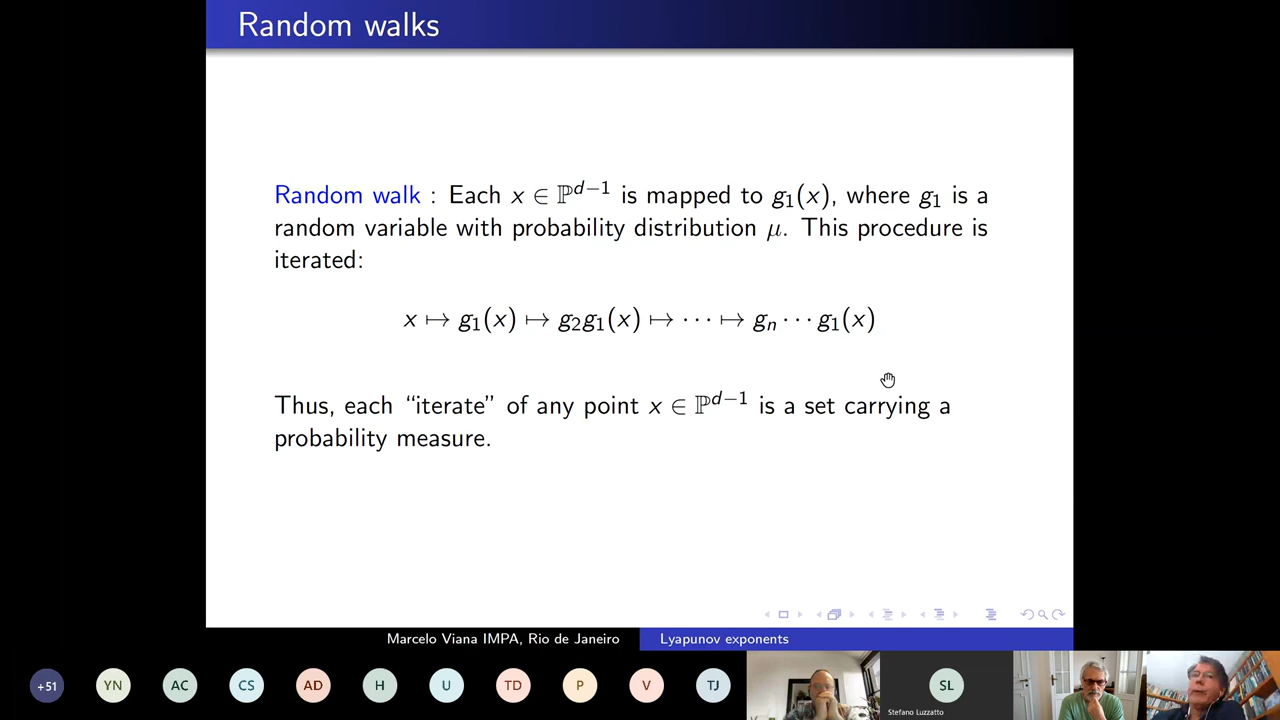 Random walks
Random walk : Each x ∈ ℙᵈ⁻¹ is mapped to g₁(x), where g₁ is a
random variable with probability distribution μ. This procedure is
iterated:
x ↦ g₁(x) ↦ g₂g₁(x) ↦ ··· ↦ gₙ ··· g₁(x)
Thus, each “iterate” of any point x ∈ ℙᵈ⁻¹ is a set carrying a
probability measure.
Marcelo Viana IMPA, Rio de Janeiro Lyapunov exponents
+51 YN AC CS AD H U TD P V TJ SL
Stefano Luzzatto